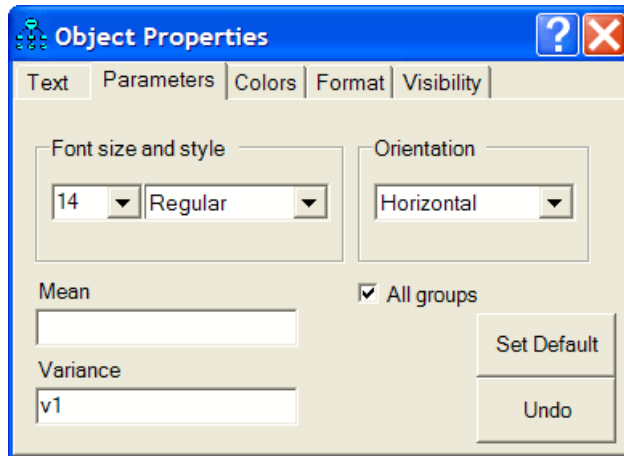 Object Properties
Text Parameters Colors Format Visibility
Font size and style
14 Regular
Orientation
Horizontal
Mean
All groups
Variance
v1
Set Default
Undo